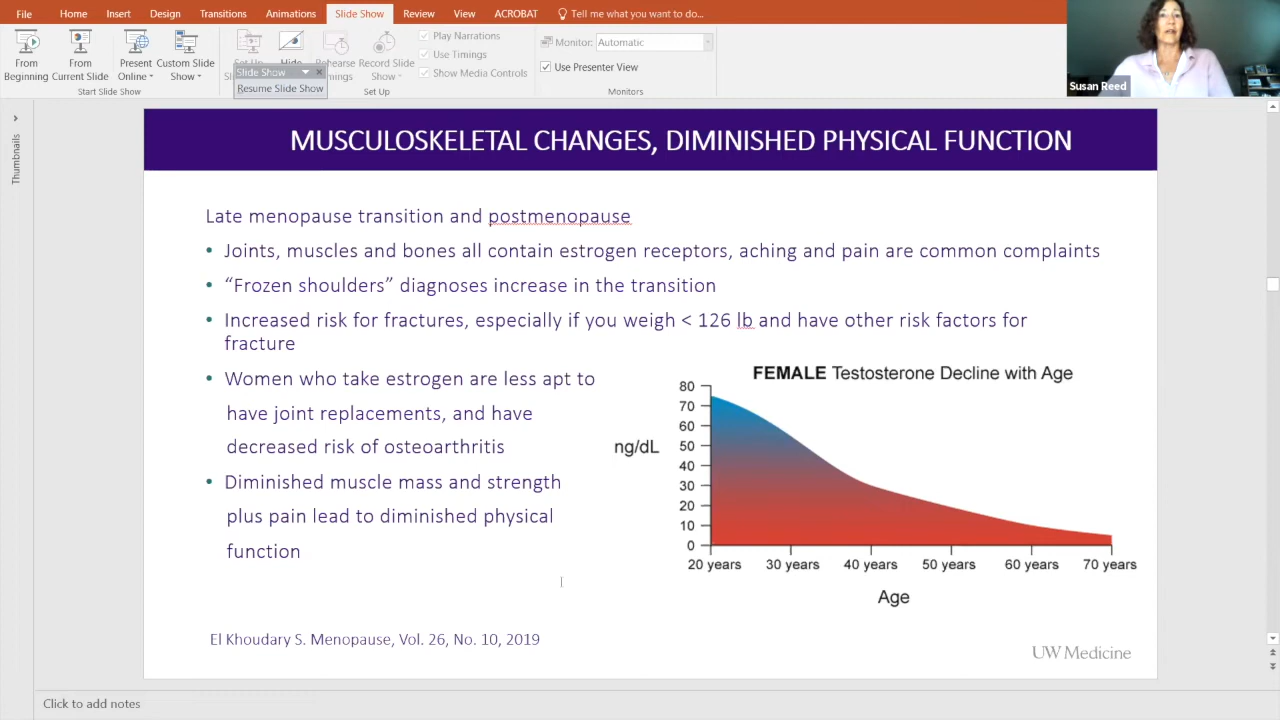 File Home Insert Design Transitions Animations Slide Show Review View ACROBAT Tell me what you want to do...
From Beginning
From Current Slide
Present Online
Custom Slide Show
Hide
Record Slide Show
Play Narrations
Use Timings
Show Media Controls
Monitor: Automatic
Use Presenter View
Start Slide Show
Set Up
Monitors
Slide Show
Resume Slide Show
Susan Reed
Thumbnails
MUSCULOSKELETAL CHANGES, DIMINISHED PHYSICAL FUNCTION
Late menopause transition and postmenopause
• Joints, muscles and bones all contain estrogen receptors, aching and pain are common complaints
• “Frozen shoulders” diagnoses increase in the transition
• Increased risk for fractures, especially if you weigh < 126 lb and have other risk factors for
fracture
• Women who take estrogen are less apt to
have joint replacements, and have
decreased risk of osteoarthritis
• Diminished muscle mass and strength
plus pain lead to diminished physical
function
FEMALE Testosterone Decline with Age
ng/dL
80
70
60
50
40
30
20
10
0
20 years 30 years 40 years 50 years 60 years 70 years
Age
El Khoudary S. Menopause, Vol. 26, No. 10, 2019
UW Medicine
Click to add notes